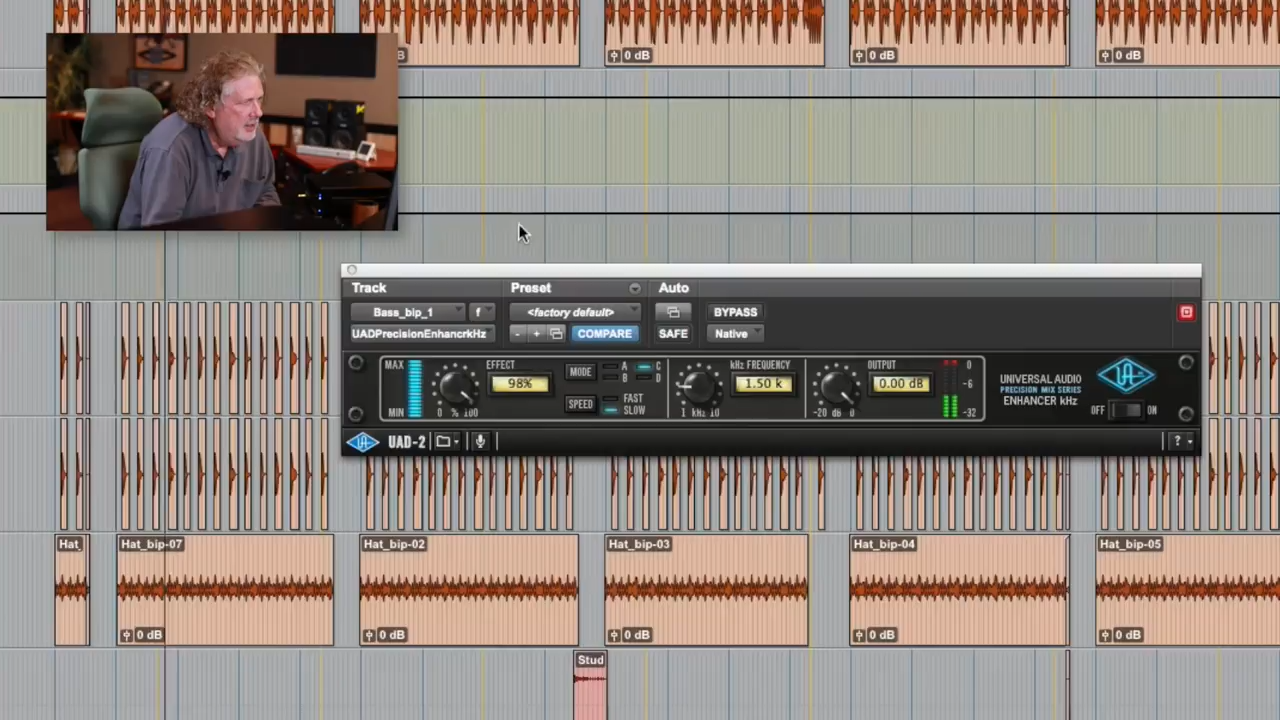 0 dB
0 dB
0 dB
Track
Preset
Auto
Bass_bip_1
f
<factory default>
BYPASS
UADPrecisionEnhancrkHz
-
+
COMPARE
SAFE
Native
MAX
MIN
EFFECT
98%
0 % 100
MODE
A
B
C
D
SPEED
FAST
SLOW
kHz FREQUENCY
1.50 k
1 kHz 10
OUTPUT
0.00 dB
-20 dB 0
0
-6
-32
UNIVERSAL AUDIO
PRECISION MIX SERIES
ENHANCER kHz
OFF
ON
UAD-2
?
Hat_
Hat_bip-07
Hat_bip-02
Hat_bip-03
Hat_bip-04
Hat_bip-05
0 dB
0 dB
0 dB
0 dB
0 dB
Stud